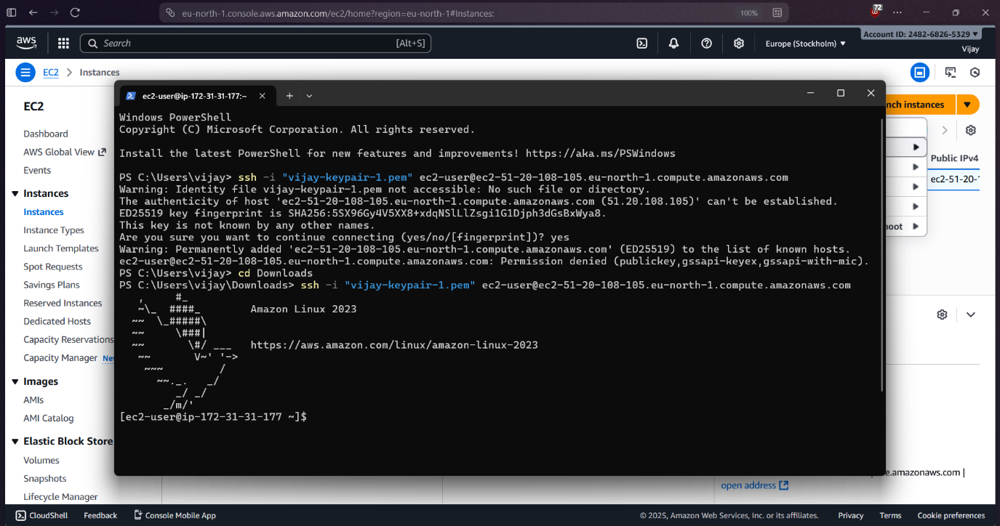 eu-north-1.console.aws.amazon.com/ec2/home?region=eu-north-1#Instances:
100%
72
aws
Search
[Alt+S]
Europe (Stockholm) ▼
Account ID: 2482-6826-5329 ▼
Vijay
EC2 > Instances
EC2
Dashboard
AWS Global View
Events
Instances
Instances
Instance Types
Launch Templates
Spot Requests
Savings Plans
Reserved Instances
Dedicated Hosts
Capacity Reservations
Capacity Manager
Images
AMIs
AMI Catalog
Elastic Block Store
Volumes
Snapshots
Lifecycle Manager
ec2-user@ip-172-31-31-177:~
Windows PowerShell
Copyright (C) Microsoft Corporation. All rights reserved.
Install the latest PowerShell for new features and improvements! https://aka.ms/PSWindows
PS C:\Users\vijay> ssh -i "vijay-keypair-1.pem" ec2-user@ec2-51-20-108-105.eu-north-1.compute.amazonaws.com
Warning: Identity file vijay-keypair-1.pem not accessible: No such file or directory.
The authenticity of host 'ec2-51-20-108-105.eu-north-1.compute.amazonaws.com (51.20.108.105)' can't be established.
ED25519 key fingerprint is SHA256:5SX96Gy4V5XX8+xdqNSlLlZsgi1G1Djph3dGsBxWya8.
This key is not known by any other names.
Are you sure you want to continue connecting (yes/no/[fingerprint])? yes
Warning: Permanently added 'ec2-51-20-108-105.eu-north-1.compute.amazonaws.com' (ED25519) to the list of known hosts.
ec2-user@ec2-51-20-108-105.eu-north-1.compute.amazonaws.com: Permission denied (publickey,gssapi-keyex,gssapi-with-mic).
PS C:\Users\vijay> cd Downloads
PS C:\Users\vijay\Downloads> ssh -i "vijay-keypair-1.pem" ec2-user@ec2-51-20-108-105.eu-north-1.compute.amazonaws.com
   ,     #_
   ~\_  ####_        Amazon Linux 2023
  ~~  \_#####\
  ~~     \###|
  ~~       \#/ ___   https://aws.amazon.com/linux/amazon-linux-2023
   ~~       V~' '->
    ~~~         /
      ~~._.   _/
         _/ _/
       _/m/'
[ec2-user@ip-172-31-31-177 ~]$
nch instances
Public IPv4
ec2-51-20-1
oot
e.amazonaws.com |
open address
CloudShell
Feedback
Console Mobile App
© 2025, Amazon Web Services, Inc. or its affiliates.
Privacy
Terms
Cookie preferences